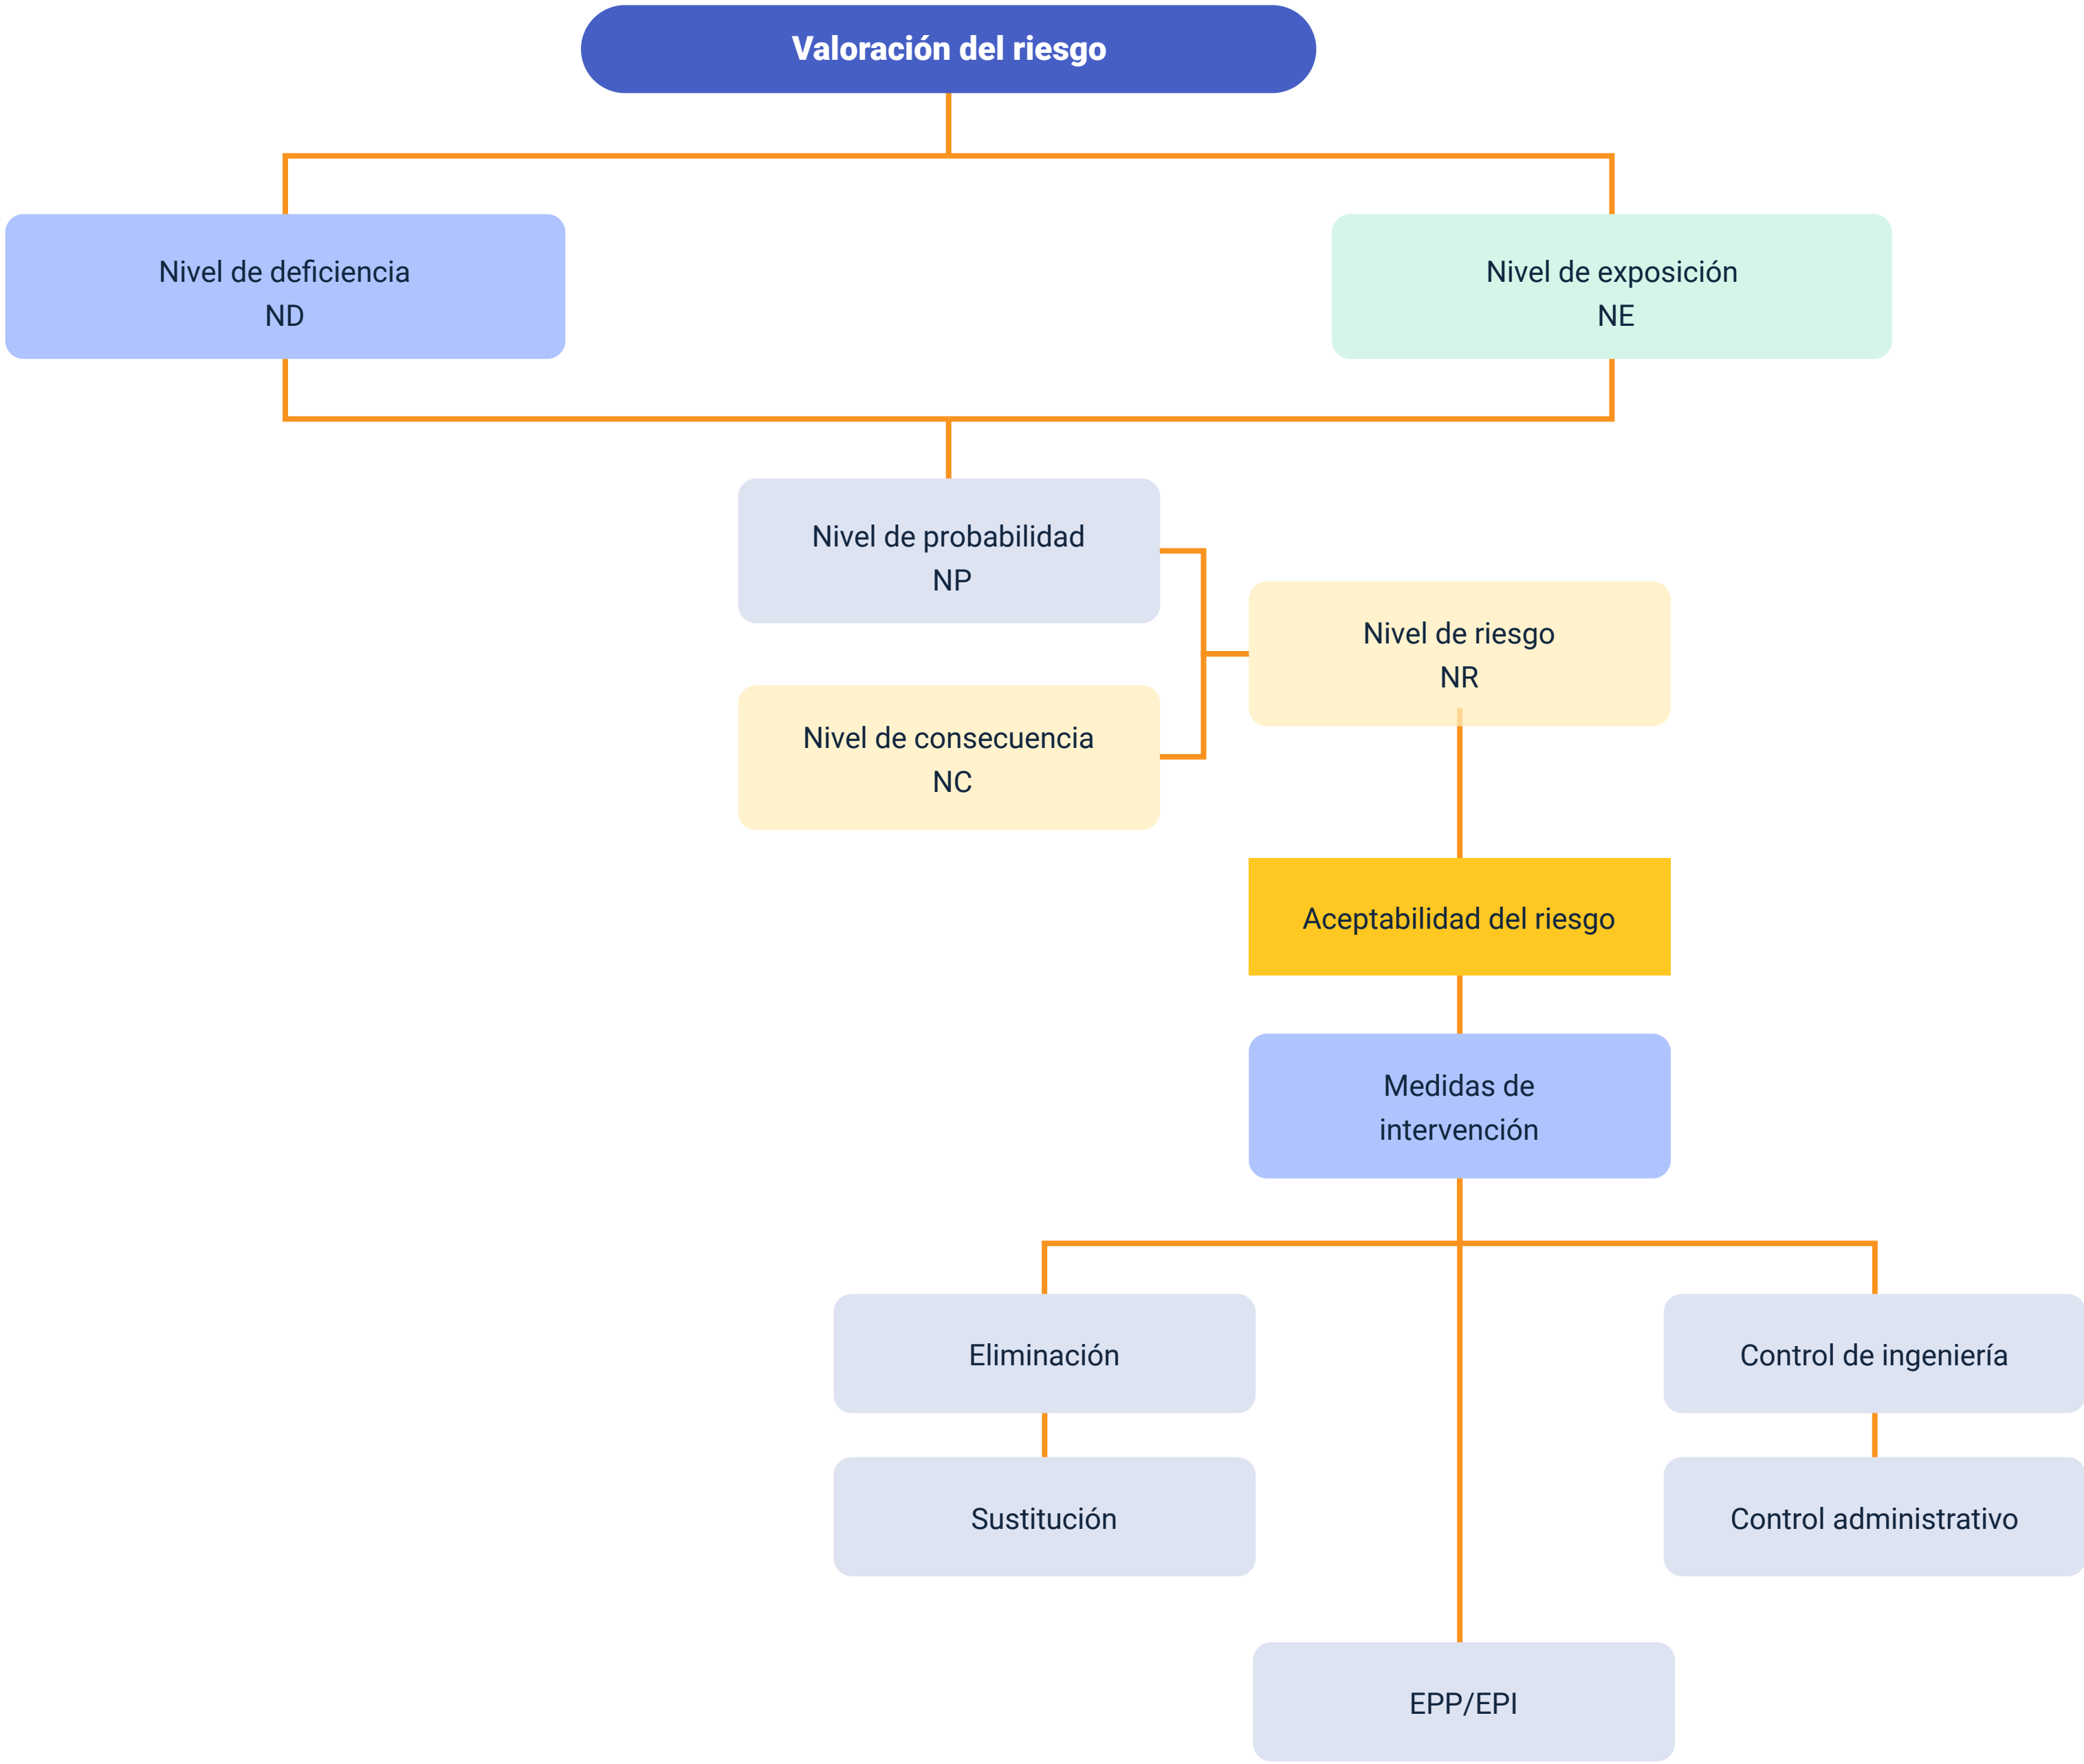 Valoración del riesgo
Nivel de deficiencia
ND
Nivel de exposición
NE
Nivel de probabilidad
NP
Nivel de riesgo
NR
Nivel de consecuencia
NC
Aceptabilidad del riesgo
Medidas de
intervención
Eliminación
Control de ingeniería
Sustitución
Control administrativo
EPP/EPI